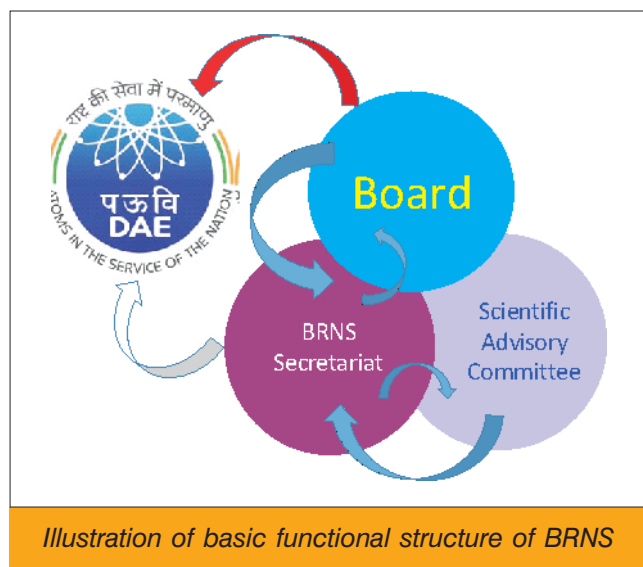 राष्ट्र की सेवा में परमाणु
पऊवि
DAE
ATOMS IN THE SERVICE OF THE NATION
Board
BRNS
Secretariat
Scientific
Advisory
Committee
Illustration of basic functional structure of BRNS